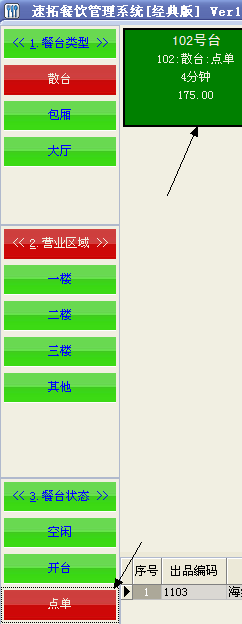 速拓餐饮管理系统[经典版] Ver1
<< 1.餐台类型 >>
散台
包厢
大厅
<< 2.营业区域 >>
一楼
二楼
三楼
其他
<< 3.餐台状态 >>
空闲
开台
点单
102号台
102:散台:点单
4分钟
175.00
序号 出品编码
1 1103